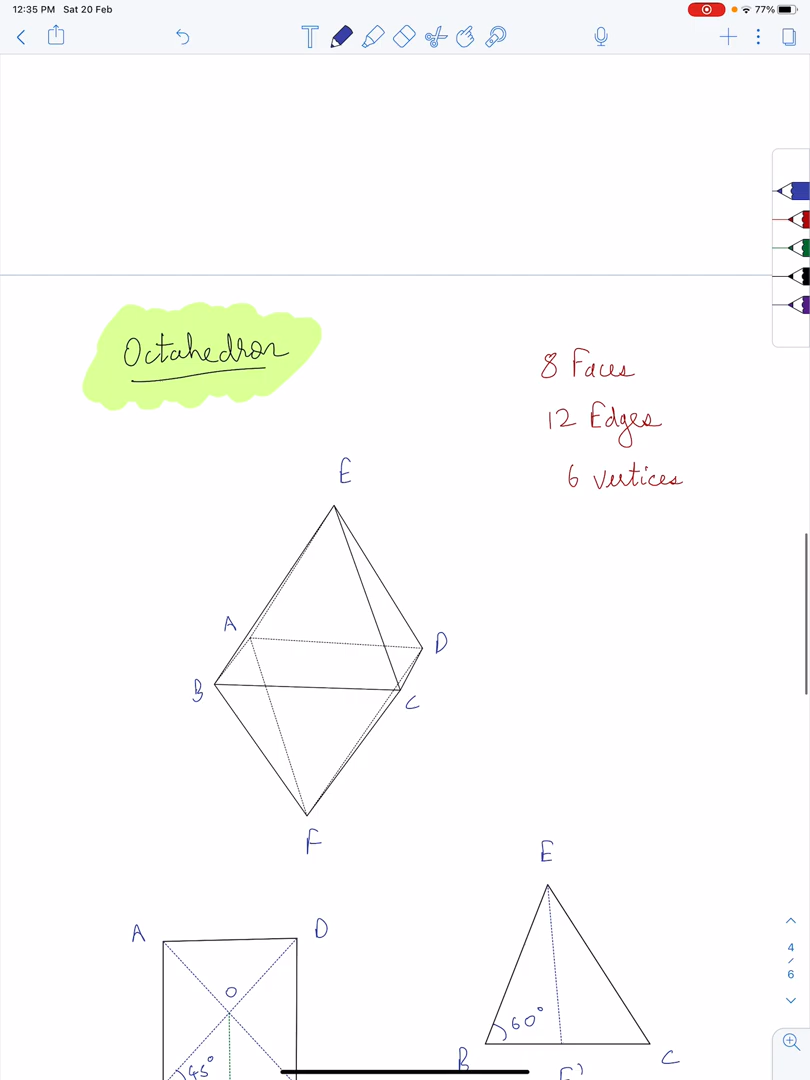 12:35 PM Sat 20 Feb
77%
T
Octahedron
8 Faces
12 Edges
6 vertices
E
A
D
B
C
F
E
A
D
O
60°
45°
B
C
4
/
6